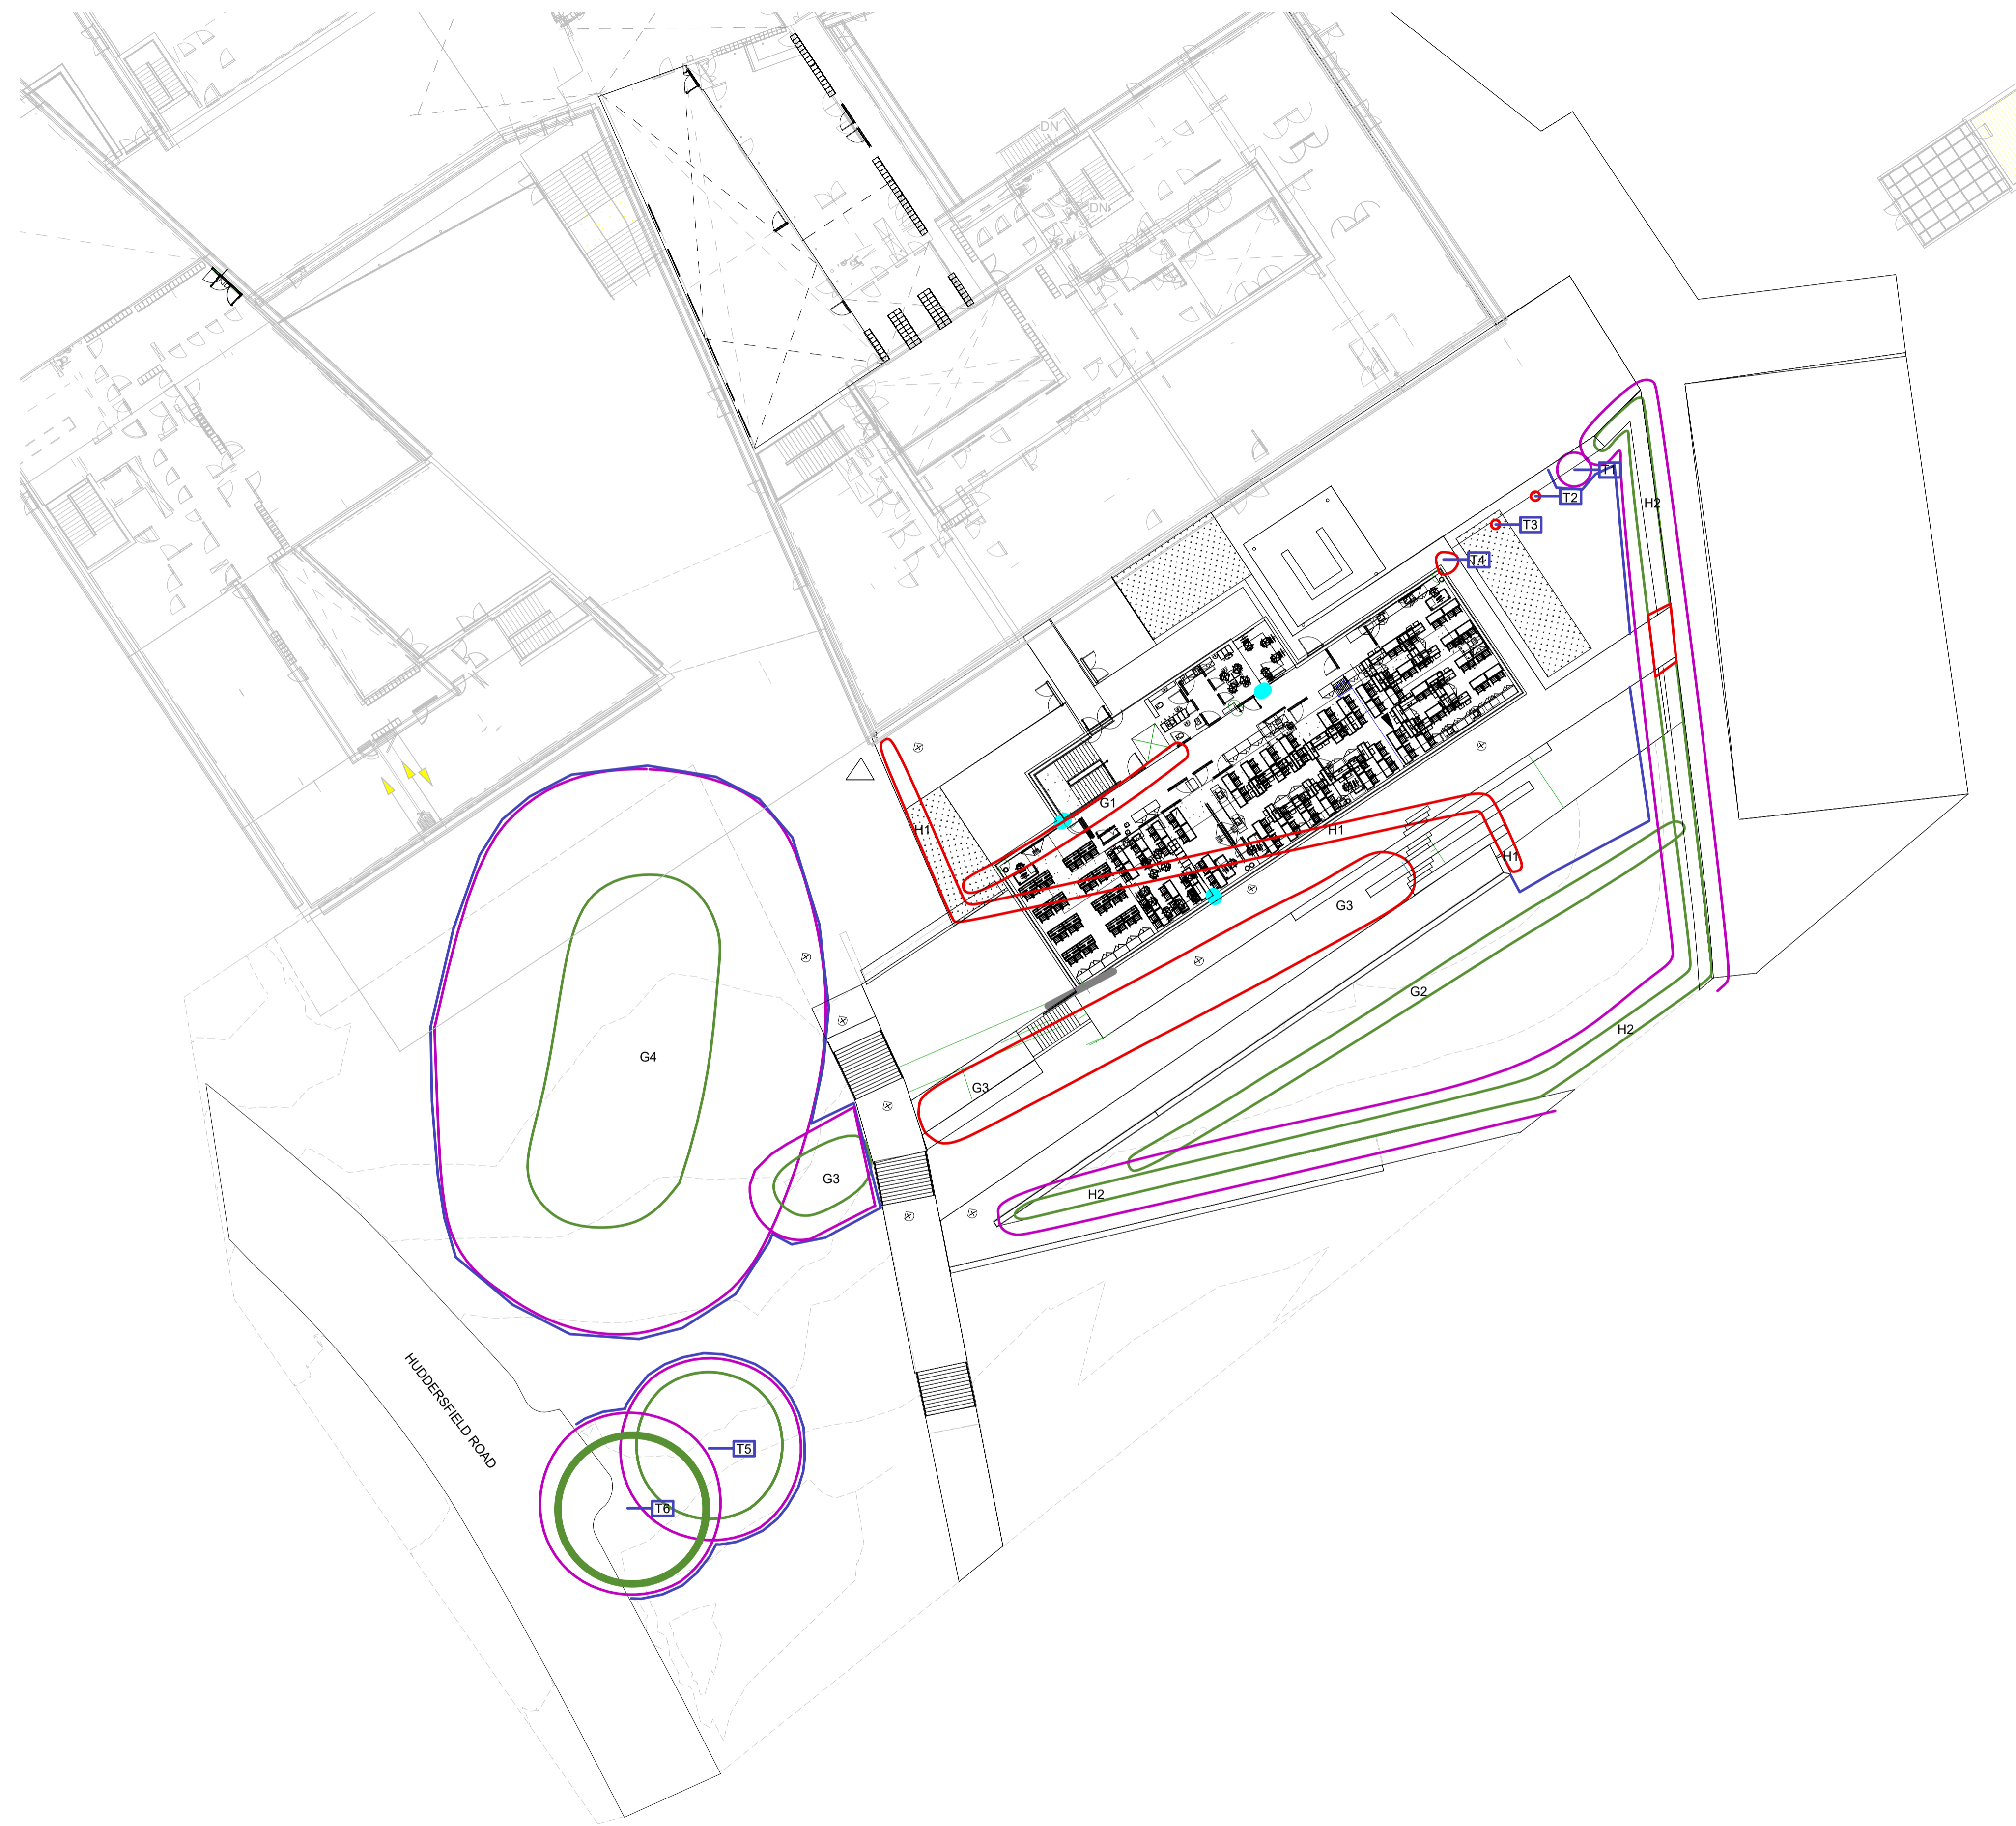 DN
DN
T1
H2
T2
T3
T4
G1
H1
H1
H1
G3
G2
H2
G4
G3
G3
H2
HUDDERSFIELD ROAD
T5
T6